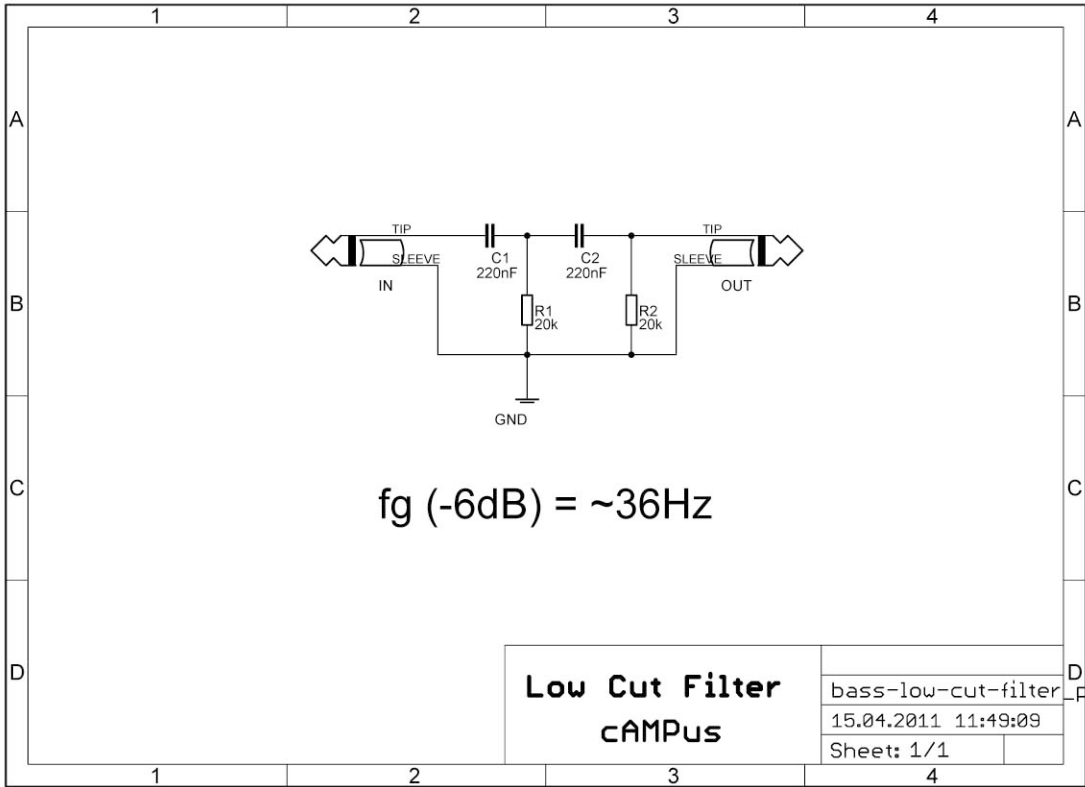 1 2 3 4
A A
TIP TIP
SLEEVE C1 C2 SLEEVE
220nF 220nF
IN OUT
B B
R1 R2
20k 20k
GND
C C
fg (-6dB) = ~36Hz
D D
Low Cut Filter
cAMPus
bass-low-cut-filter_p
15.04.2011 11:49:09
Sheet: 1/1
1 2 3 4